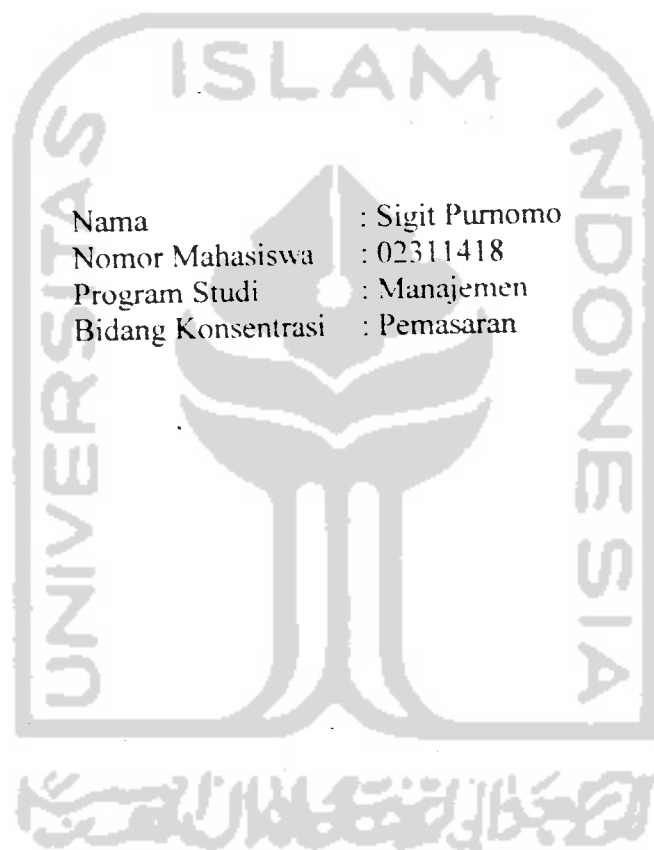 UNIVERSITAS ISLAM INDONESIA
Nama : Sigit Purnomo
Nomor Mahasiswa : 02311418
Program Studi : Manajemen
Bidang Konsentrasi : Pemasaran